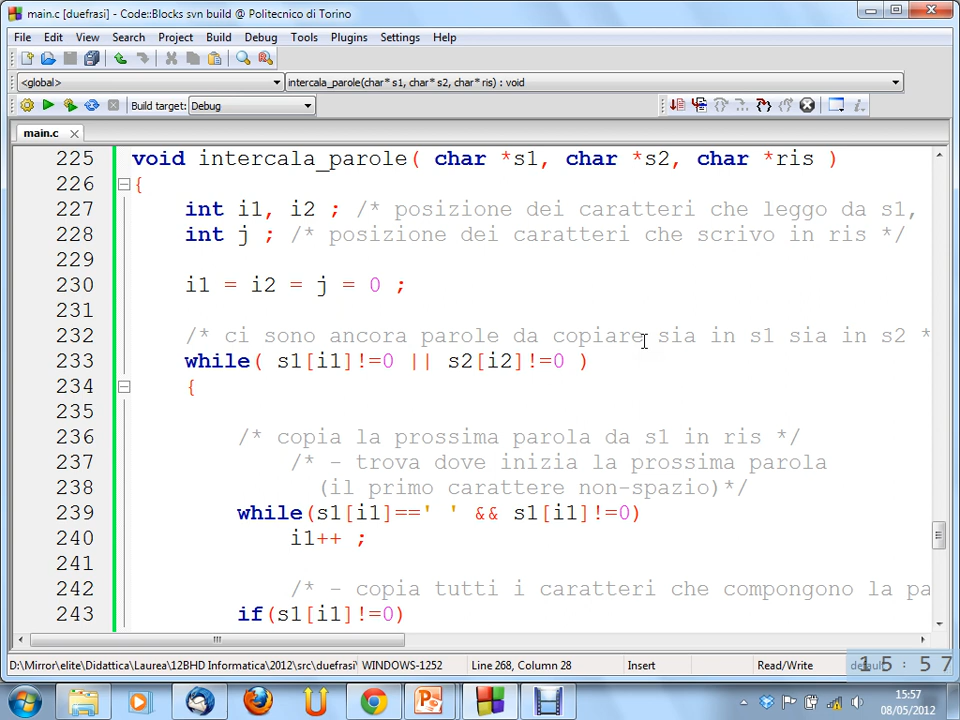 main.c [duefrasi] - Code::Blocks svn build @ Politecnico di Torino
File Edit View Search Project Build Debug Tools Plugins Settings Help
<global> intercala_parole(char* s1, char* s2, char* ris) : void
Build target: Debug
main.c
225 void intercala_parole( char *s1, char *s2, char *ris )
226 {
227 int i1, i2 ; /* posizione dei caratteri che leggo da s1,
228 int j ; /* posizione dei caratteri che scrivo in ris */
229
230 i1 = i2 = j = 0 ;
231
232 /* ci sono ancora parole da copiare sia in s1 sia in s2 *
233 while( s1[i1]!=0 || s2[i2]!=0 )
234 {
235
236 /* copia la prossima parola da s1 in ris */
237 /* - trova dove inizia la prossima parola
238 (il primo carattere non-spazio)*/
239 while(s1[i1]==' ' && s1[i1]!=0)
240 i1++ ;
241
242 /* - copia tutti i caratteri che compongono la pa
243 if(s1[i1]!=0)
D:\Mirror\elite\Didattica\Laurea\12BHD Informatica\2012\src\duefrasi\ WINDOWS-1252 Line 268, Column 28 Insert Read/Write default
15:57
15:57
08/05/2012